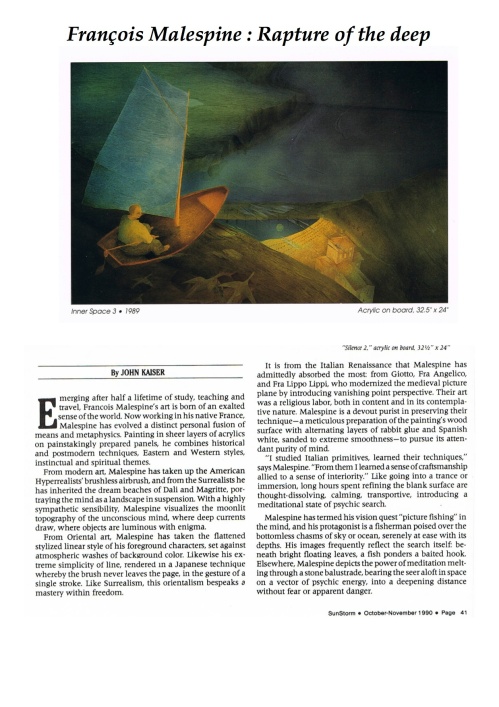 François Malespine : Rapture of the deep
Inner Space 3 • 1989
Acrylic on board, 32.5" x 24"
"Silence 2," acrylic on board, 32½" x 24"
By JOHN KAISER
Emerging after half a lifetime of study, teaching and
travel, Francois Malespine's art is born of an exalted
sense of the world. Now working in his native France,
Malespine has evolved a distinct personal fusion of
means and metaphysics. Painting in sheer layers of acrylics
on painstakingly prepared panels, he combines historical
and postmodern techniques, Eastern and Western styles,
instinctual and spiritual themes.
From modern art, Malespine has taken up the American
Hyperrealists' brushless airbrush, and from the Surrealists he
has inherited the dream beaches of Dali and Magritte, por-
traying the mind as a landscape in suspension. With a highly
sympathetic sensibility, Malespine visualizes the moonlit
topography of the unconscious mind, where deep currents
draw, where objects are luminous with enigma.
From Oriental art, Malespine has taken the flattened
stylized linear style of his foreground characters, set against
atmospheric washes of background color. Likewise his ex-
treme simplicity of line, rendered in a Japanese technique
whereby the brush never leaves the page, in the gesture of a
single stroke. Like Surrealism, this orientalism bespeaks a
mastery within freedom.
It is from the Italian Renaissance that Malespine has
admittedly absorbed the most: from Giotto, Fra Angelico,
and Fra Lippo Lippi, who modernized the medieval picture
plane by introducing vanishing point perspective. Their art
was a religious labor, both in content and in its contempla-
tive nature. Malespine is a devout purist in preserving their
technique—a meticulous preparation of the painting's wood
surface with alternating layers of rabbit glue and Spanish
white, sanded to extreme smoothness—to pursue its atten-
dant purity of mind.
"I studied Italian primitives, learned their techniques,"
says Malespine. "From them I learned a sense of craftsmanship
allied to a sense of interiority." Like going into a trance or
immersion, long hours spent refining the blank surface are
thought-dissolving, calming, transportive, introducing a
meditational state of psychic search.
Malespine has termed his vision quest "picture fishing" in
the mind, and his protagonist is a fisherman poised over the
bottomless chasms of sky or ocean, serenely at ease with its
depths. His images frequently reflect the search itself: be-
neath bright floating leaves, a fish ponders a baited hook.
Elsewhere, Malespine depicts the power of meditation melt-
ing through a stone balustrade, bearing the seer aloft in space
on a vector of psychic energy, into a deepening distance
without fear or apparent danger.
SunStorm • October-November 1990 • Page 41